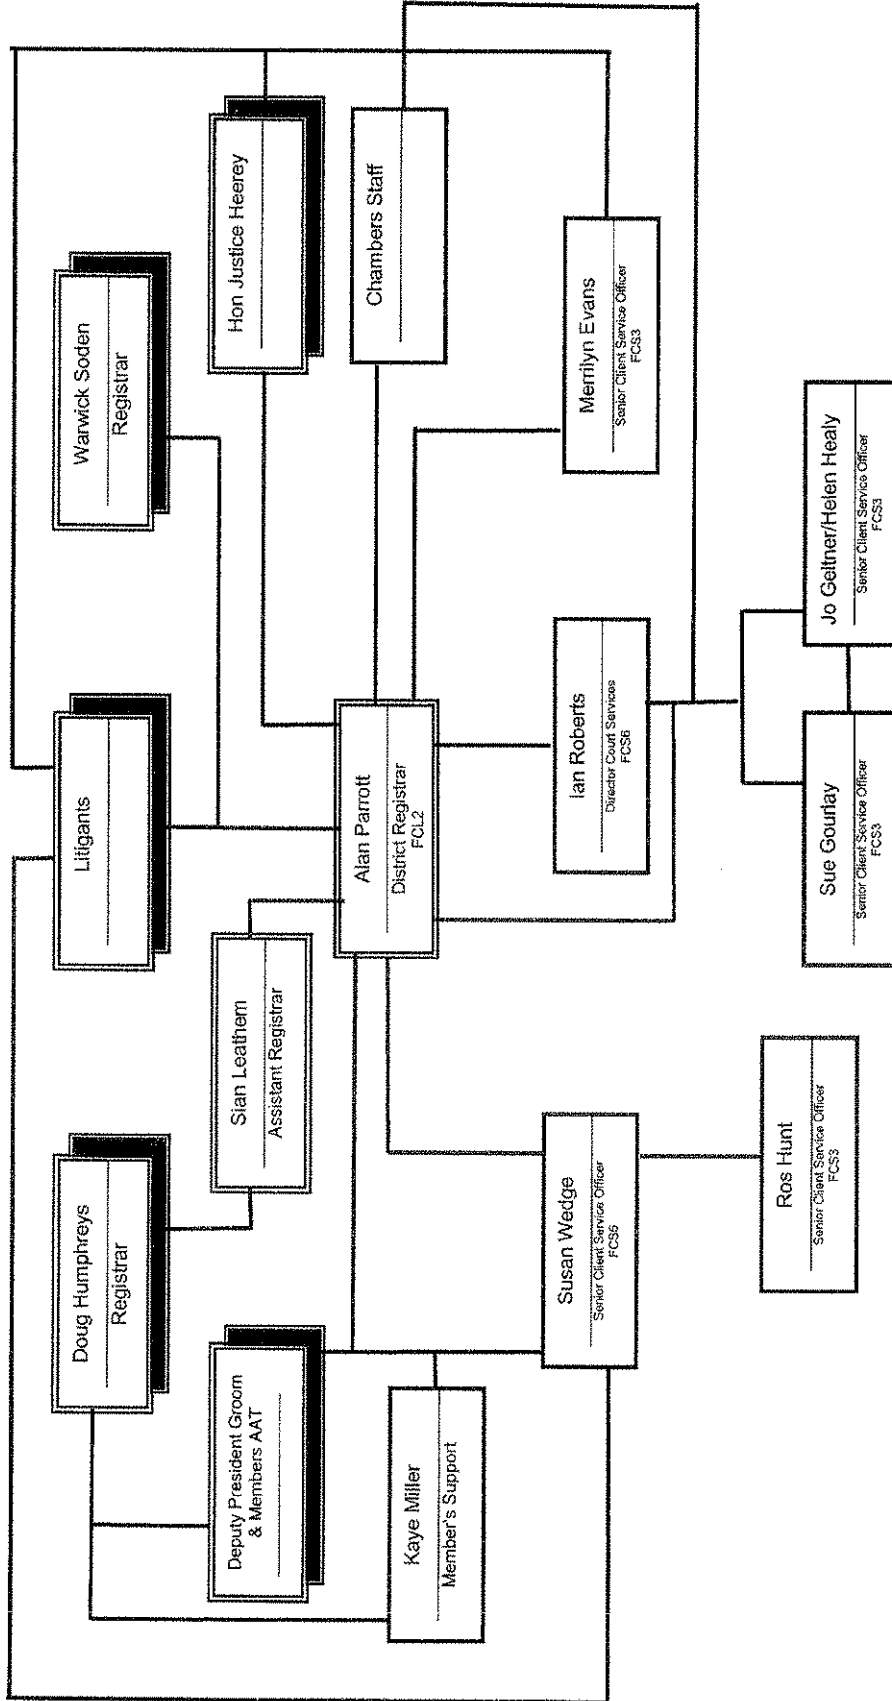 Doug Humphreys
Registrar
Litigants
Warwick Soden
Registrar
Deputy President Groom
& Members AAT
Sian Leathem
Assistant Registrar
Hon Justice Heerey
Kaye Miller
Member's Support
Alan Parrott
District Registrar
FCL2
Chambers Staff
Susan Wedge
Senior Client Service Officer
FCS5
Ian Roberts
Director Court Services
FCS6
Merrilyn Evans
Senior Client Service Officer
FCS3
Ros Hunt
Senior Client Service Officer
FCS3
Sue Gourlay
Senior Client Service Officer
FCS3
Jo Geltner/Helen Healy
Senior Client Service Officer
FCS3